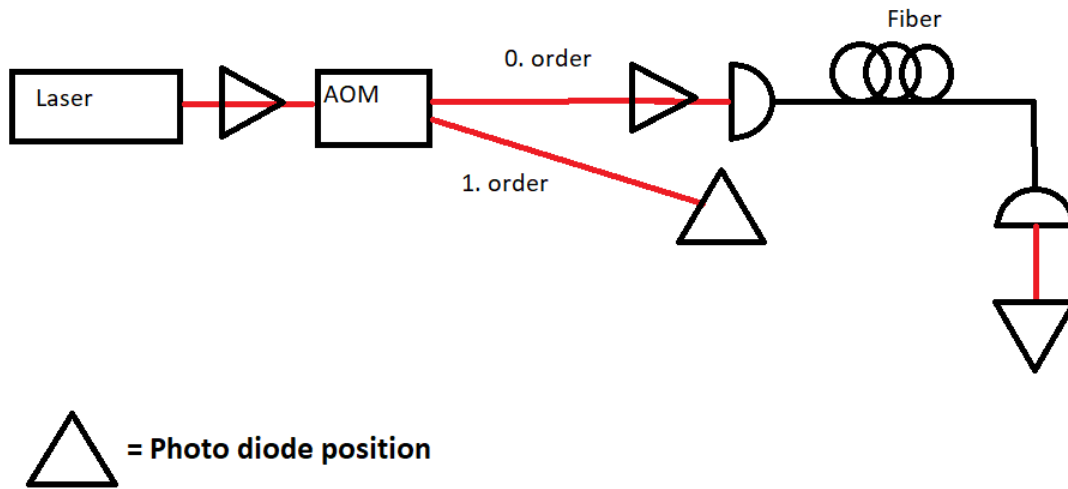 Fiber
0. order
Laser
AOM
1. order
= Photo diode position